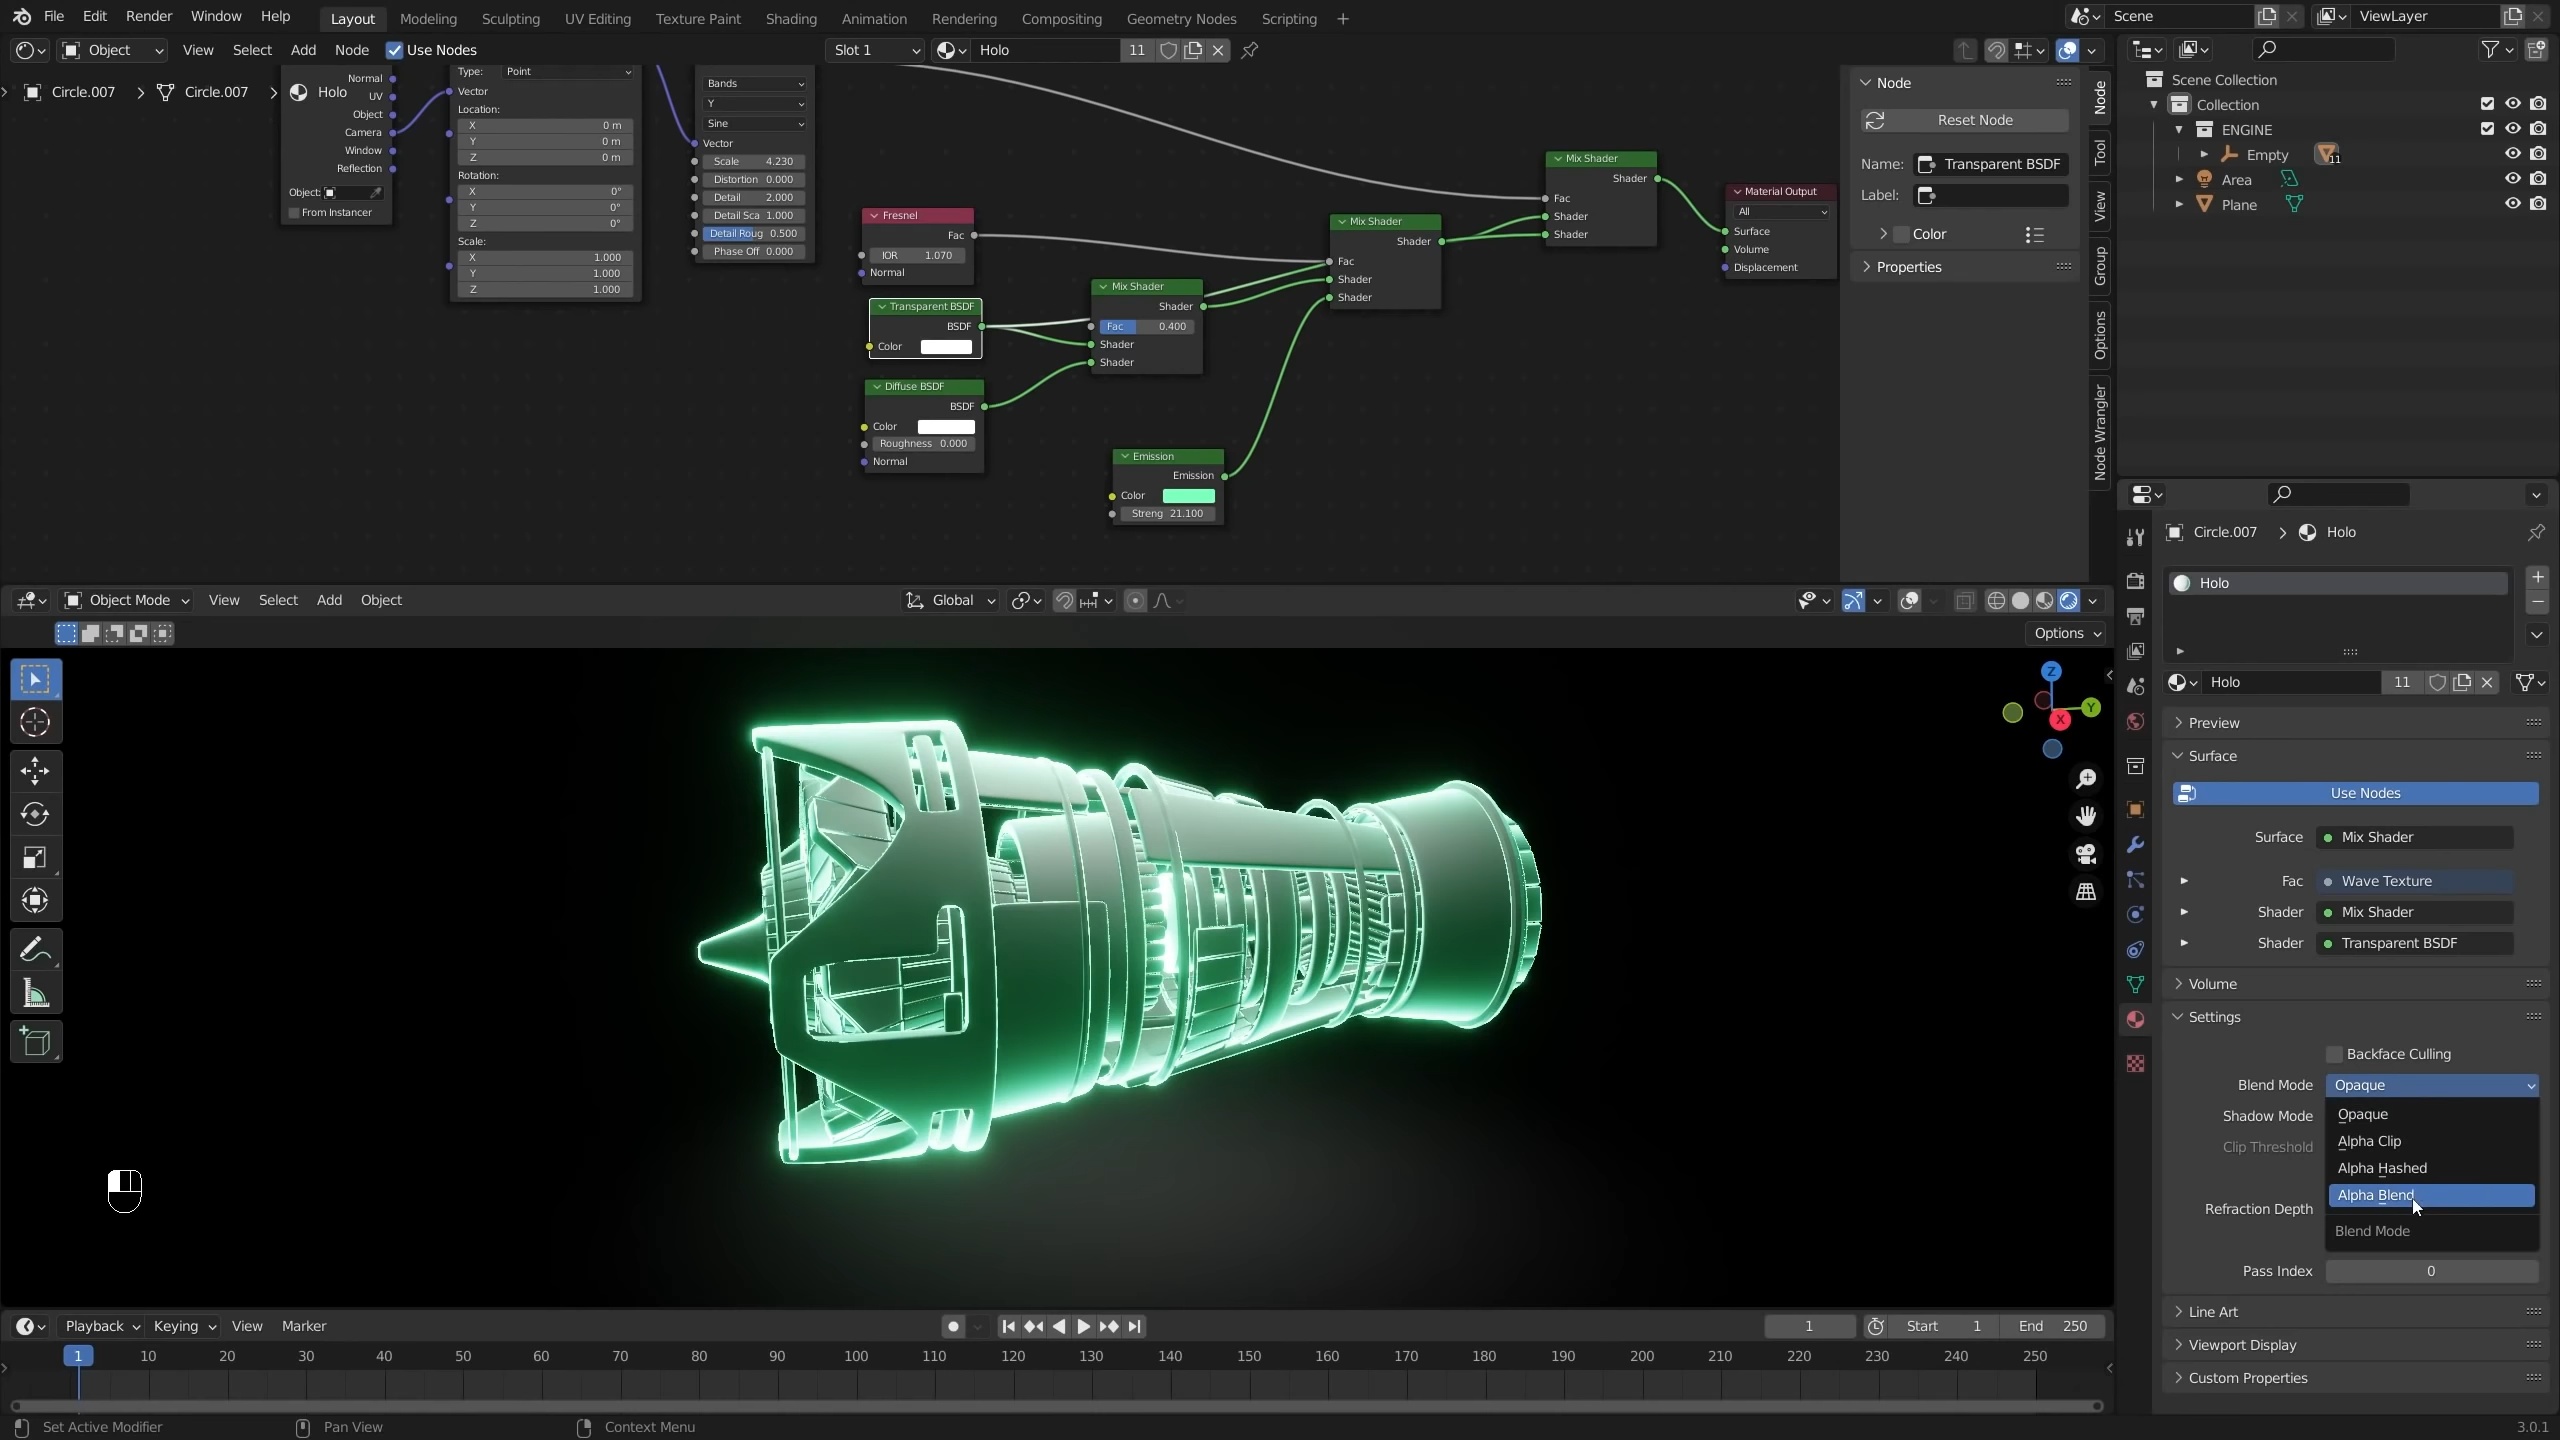 File Edit Render Window Help Layout Modeling Sculpting UV Editing Texture Paint Shading Animation Rendering Compositing Geometry Nodes Scripting + Scene ViewLayer
Object View Select Add Node Use Nodes Slot 1 Holo 11
Circle.007 > Circle.007 > Holo
Normal
UV
Object
Camera
Window
Reflection
Object:
From Instancer
Type: Point
Vector
Location:
X 0 m
Y 0 m
Z 0 m
Rotation:
X 0°
Y 0°
Z 0°
Scale:
X 1.000
Y 1.000
Z 1.000
Bands
Y
Sine
Vector
Scale 4.230
Distortion 0.000
Detail 2.000
Detail Sca 1.000
Detail Roug 0.500
Phase Off 0.000
Fresnel
Fac
IOR 1.070
Normal
Transparent BSDF
BSDF
Color
Diffuse BSDF
BSDF
Color
Roughness 0.000
Normal
Mix Shader
Shader
Fac 0.400
Shader
Shader
Emission
Emission
Color
Streng 21.100
Mix Shader
Shader
Fac
Shader
Shader
Mix Shader
Shader
Fac
Shader
Shader
Material Output
All
Surface
Volume
Displacement
Node
Reset Node
Name: Transparent BSDF
Label:
Color
Properties
Node
Tool
View
Group
Options
Node Wrangler
Scene Collection
Collection
ENGINE
Empty 11
Area
Plane
Object Mode View Select Add Object Global
Options
Z
Y
X
Circle.007 > Holo
Holo
Holo 11
Preview
Surface
Use Nodes
Surface Mix Shader
Fac Wave Texture
Shader Mix Shader
Shader Transparent BSDF
Volume
Settings
Backface Culling
Blend Mode Opaque
Shadow Mode
Clip Threshold
Refraction Depth
Opaque
Alpha Clip
Alpha Hashed
Alpha Blend
Blend Mode
Pass Index 0
Line Art
Viewport Display
Custom Properties
Playback Keying View Marker 1 Start 1 End 250
1 10 20 30 40 50 60 70 80 90 100 110 120 130 140 150 160 170 180 190 200 210 220 230 240 250
Set Active Modifier Pan View Context Menu 3.0.1